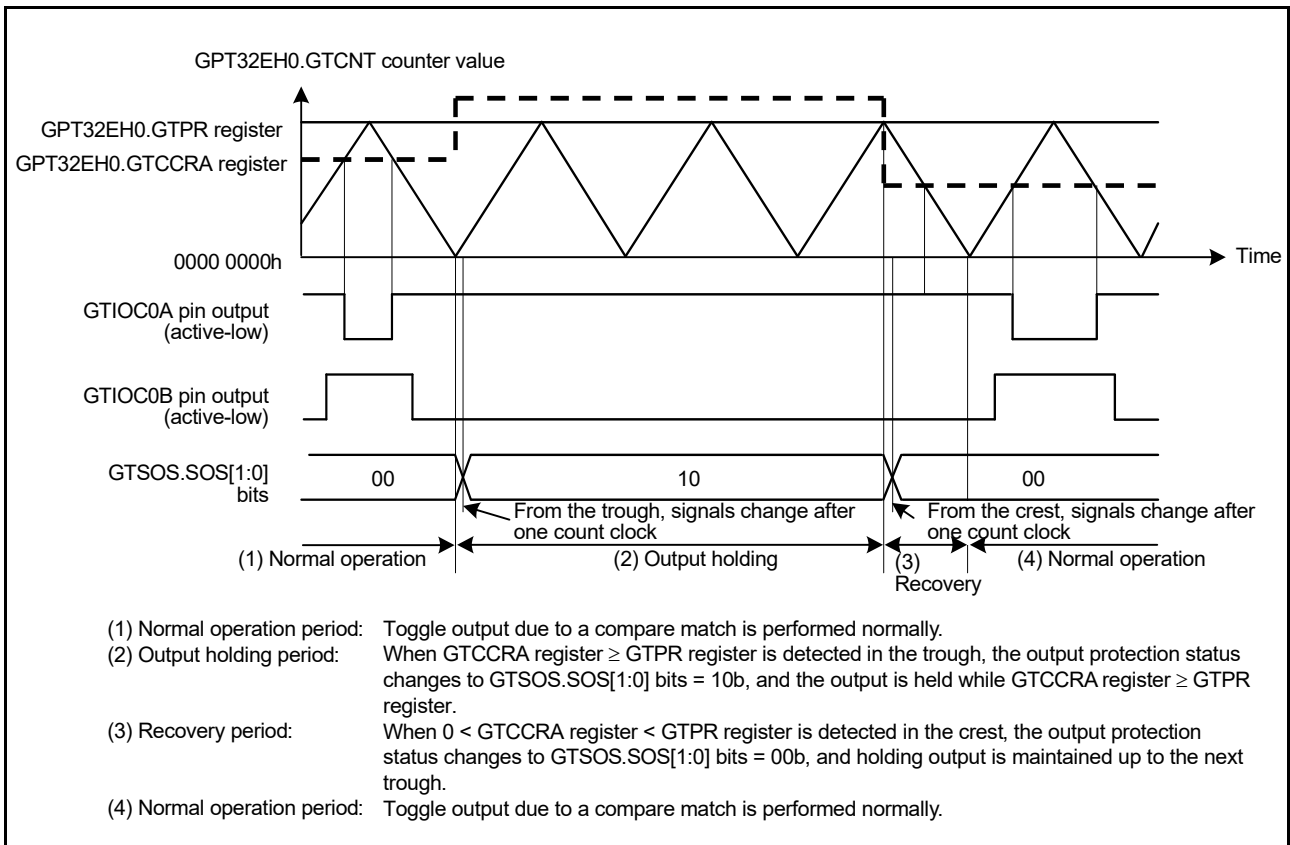 GPT32EH0.GTCNT counter value
GPT32EH0.GTPR register
GPT32EH0.GTCCRA register
0000 0000h
Time
GTIOC0A pin output
(active-low)
GTIOC0B pin output
(active-low)
GTSOS.SOS[1:0]
bits
00
10
00
From the trough, signals change after
one count clock
From the crest, signals change after
one count clock
(1) Normal operation
(2) Output holding
(3)
Recovery
(4) Normal operation
(1) Normal operation period: Toggle output due to a compare match is performed normally.
(2) Output holding period: When GTCCRA register ≥ GTPR register is detected in the trough, the output protection status
changes to GTSOS.SOS[1:0] bits = 10b, and the output is held while GTCCRA register ≥ GTPR
register.
(3) Recovery period: When 0 < GTCCRA register < GTPR register is detected in the crest, the output protection
status changes to GTSOS.SOS[1:0] bits = 00b, and holding output is maintained up to the next
trough.
(4) Normal operation period: Toggle output due to a compare match is performed normally.